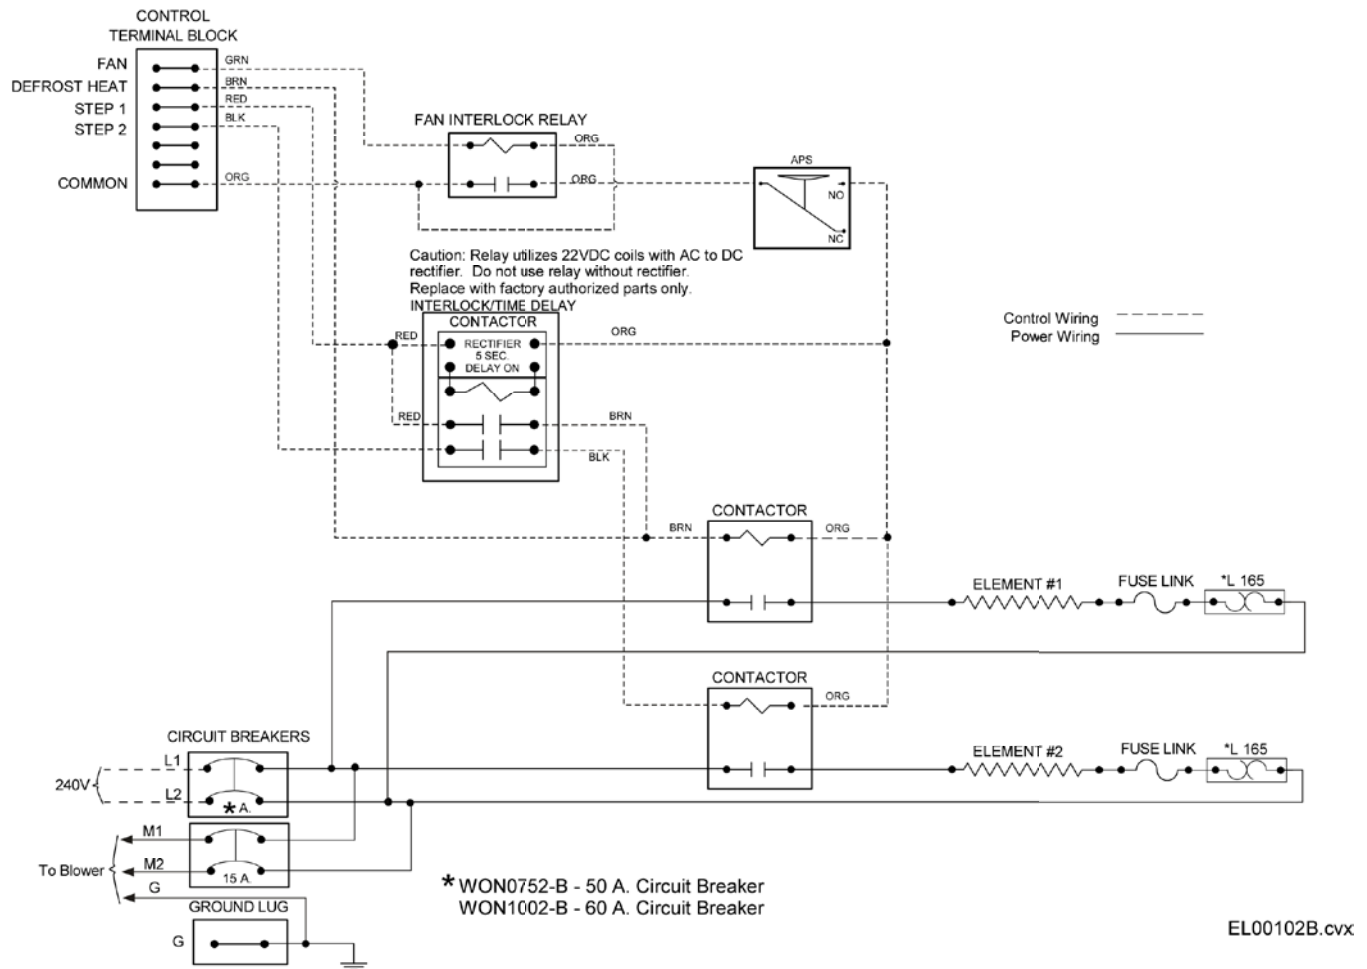 CONTROL
TERMINAL BLOCK
FAN
GRN
DEFROST HEAT
BRN
STEP 1
RED
STEP 2
BLK
COMMON
ORG
FAN INTERLOCK RELAY
ORG
ORG
APS
NO
NC
Caution: Relay utilizes 22VDC coils with AC to DC
rectifier. Do not use relay without rectifier.
Replace with factory authorized parts only.
INTERLOCK/TIME DELAY
CONTACTOR
RED
RECTIFIER
5 SEC.
DELAY ON
ORG
RED
BRN
BLK
Control Wiring
Power Wiring
CONTACTOR
BRN
ORG
ELEMENT #1
FUSE LINK
*L 165
CONTACTOR
ORG
ELEMENT #2
FUSE LINK
*L 165
CIRCUIT BREAKERS
L1
240V
L2
* A.
M1
To Blower
M2
15 A.
G
GROUND LUG
G
* WON0752-B - 50 A. Circuit Breaker
WON1002-B - 60 A. Circuit Breaker
EL00102B.cvx